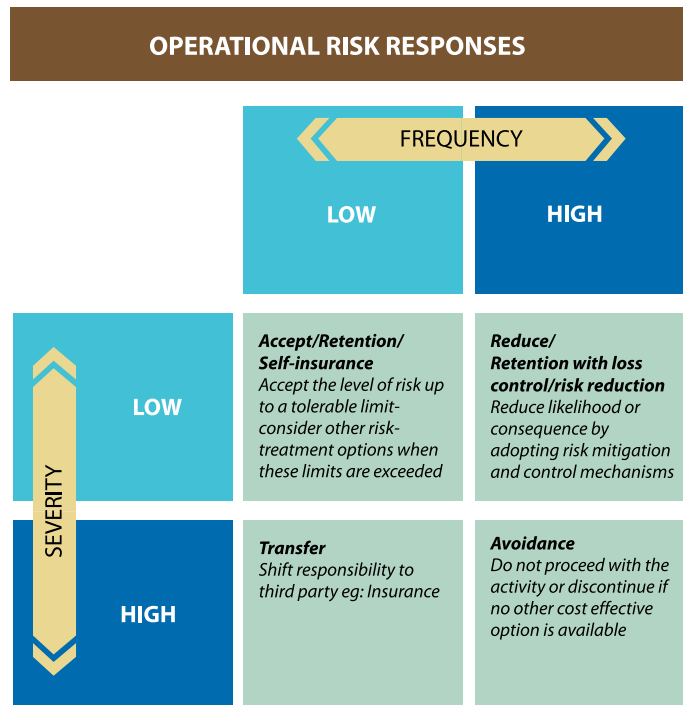 OPERATIONAL RISK RESPONSES
FREQUENCY
LOW
HIGH
SEVERITY
LOW
Accept/Retention/
Self-insurance
Accept the level of risk up
to a tolerable limit-
consider other risk-
treatment options when
these limits are exceeded
Reduce/
Retention with loss
control/risk reduction
Reduce likelihood or
consequence by
adopting risk mitigation
and control mechanisms
HIGH
Transfer
Shift responsibility to
third party eg: Insurance
Avoidance
Do not proceed with the
activity or discontinue if
no other cost effective
option is available